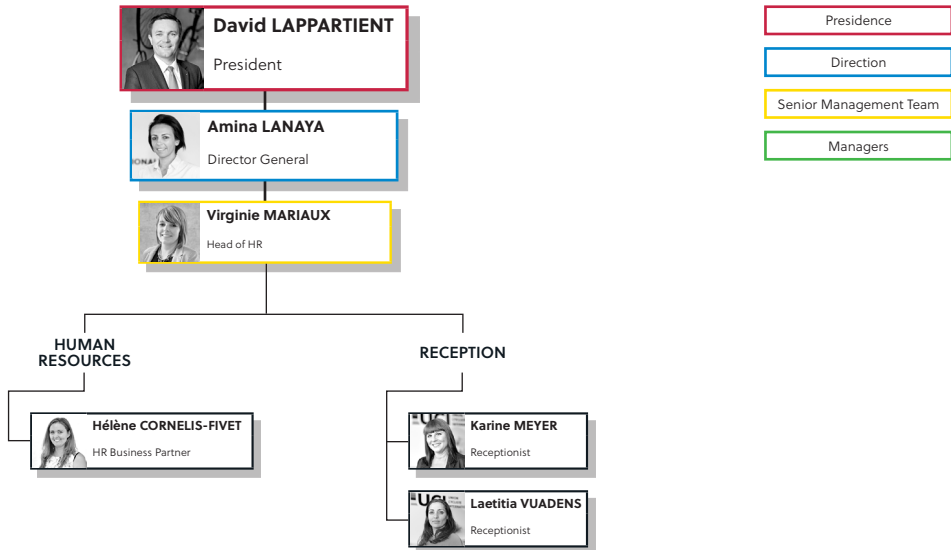 David LAPPARTIENT
President
Amina LANAYA
Director General
Virginie MARIAUX
Head of HR
HUMAN
RESOURCES
Hélène CORNELIS-FIVET
HR Business Partner
RECEPTION
Karine MEYER
Receptionist
Laetitia VUADENS
Receptionist
Presidence
Direction
Senior Management Team
Managers